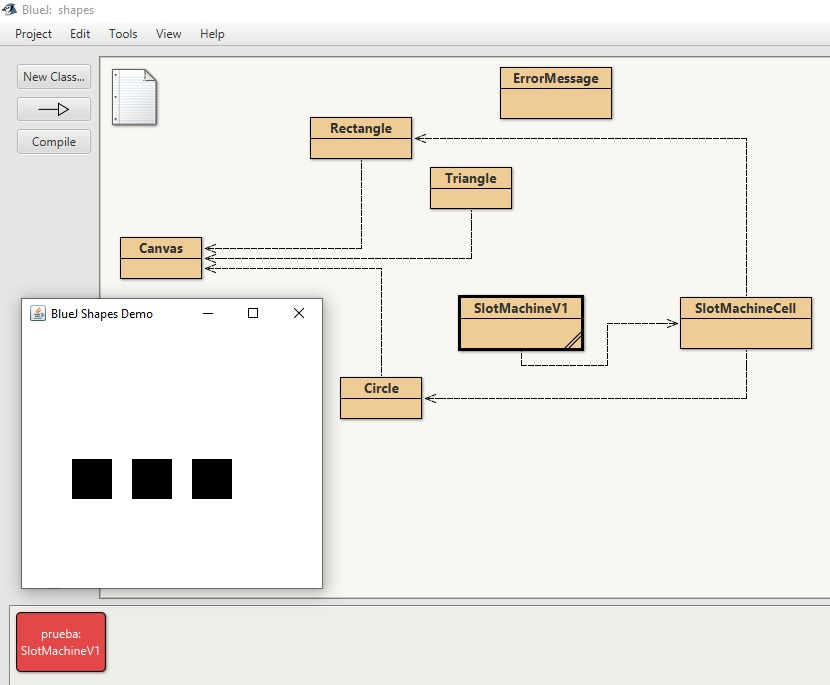 BlueJ: shapes
Project Edit Tools View Help
New Class...
Compile
ErrorMessage
Rectangle
Triangle
Canvas
SlotMachineV1
SlotMachineCell
Circle
BlueJ Shapes Demo
prueba:
SlotMachineV1